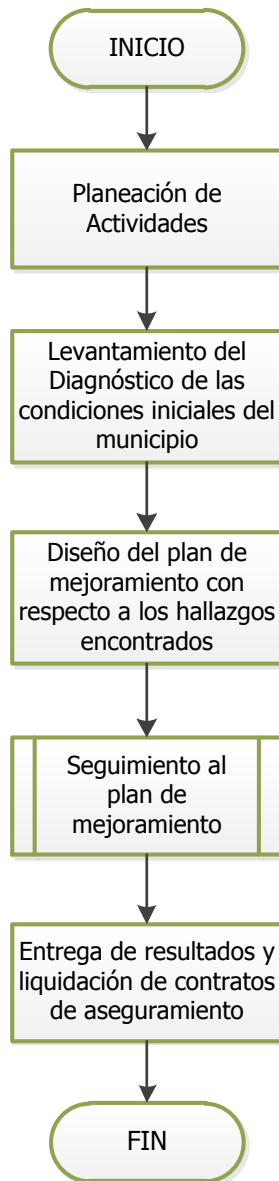 INICIO
Planeación de
Actividades
Levantamiento del
Diagnóstico de las
condiciones iniciales del
municipio
Diseño del plan de
mejoramiento con
respecto a los hallazgos
encontrados
Seguimiento al
plan de
mejoramiento
Entrega de resultados y
liquidación de contratos
de aseguramiento
FIN